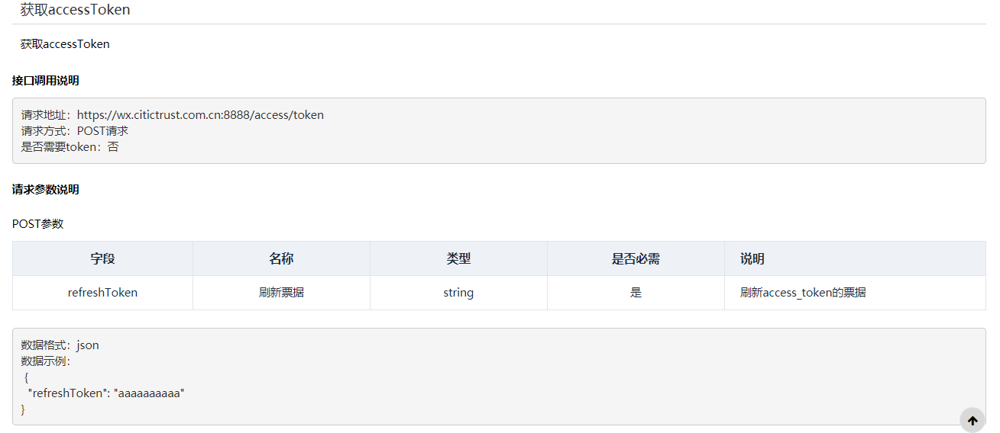 获取accessToken
获取accessToken
接口调用说明
请求地址：https://wx.citictrust.com.cn:8888/access/token
请求方式：POST请求
是否需要token：否
请求参数说明
POST参数
字段 名称 类型 是否必需 说明
refreshToken 刷新票据 string 是 刷新access_token的票据
数据格式：json
数据示例：
{
"refreshToken": "aaaaaaaaaa"
}